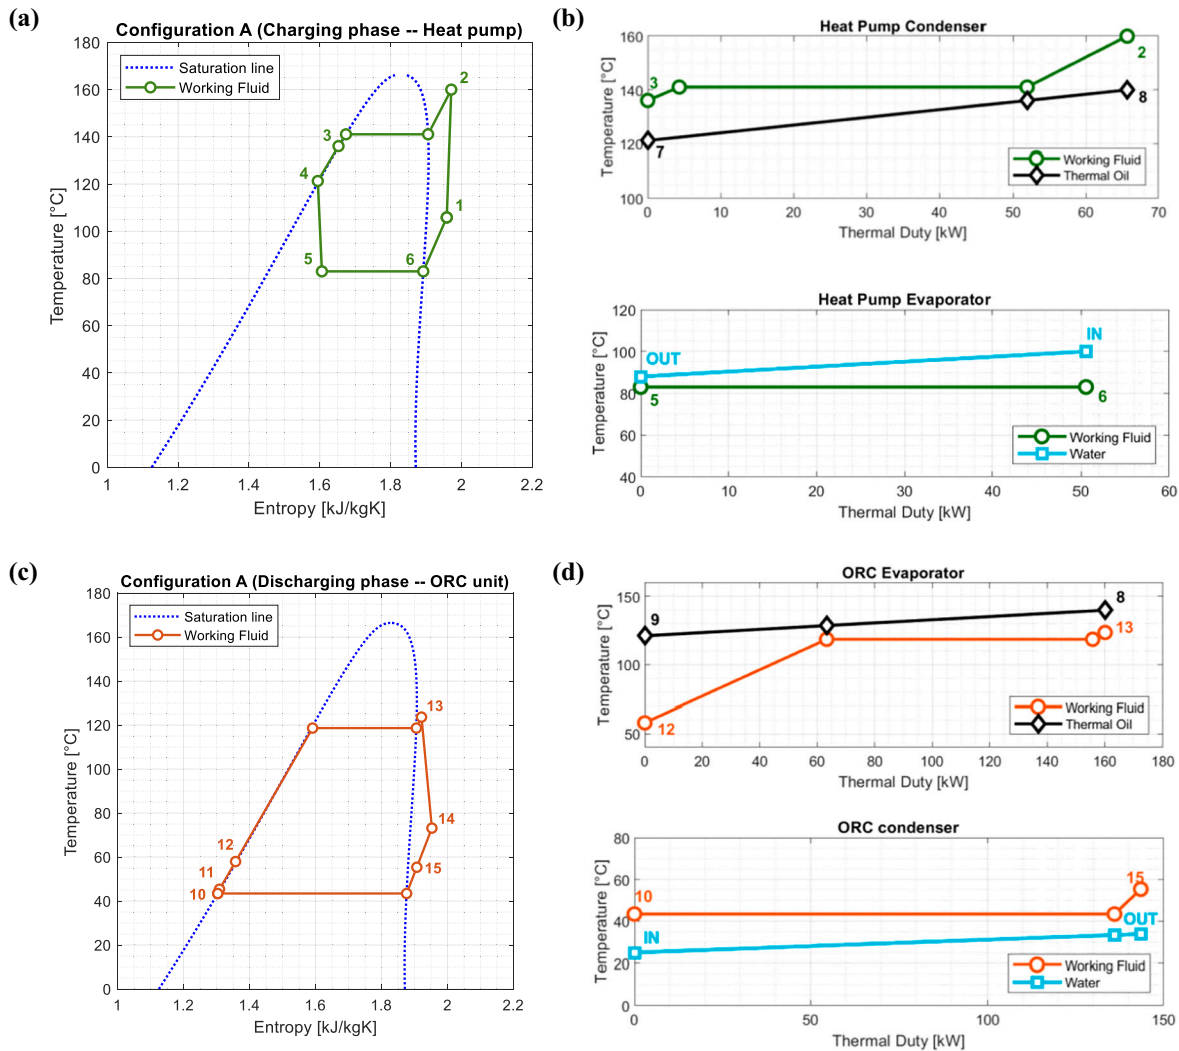 (a)
Configuration A (Charging phase -- Heat pump)
180
160
140
120
100
80
60
40
20
0
Temperature [°C]
Saturation line
Working Fluid
2
3
4
1
5
6
1
1.2
1.4
1.6
1.8
2
2.2
Entropy [kJ/kgK]
(b)
Heat Pump Condenser
160
140
120
100
Temperature [°C]
3
2
8
7
Working Fluid
Thermal Oil
0
10
20
30
40
50
60
70
Thermal Duty [kW]
Heat Pump Evaporator
120
100
80
60
40
Temperature [°C]
OUT
IN
5
6
Working Fluid
Water
0
10
20
30
40
50
60
Thermal Duty [kW]
(c)
Configuration A (Discharging phase -- ORC unit)
180
160
140
120
100
80
60
40
20
0
Temperature [°C]
Saturation line
Working Fluid
13
14
12
15
11
10
1
1.2
1.4
1.6
1.8
2
2.2
Entropy [kJ/kgK]
(d)
ORC Evaporator
150
100
50
Temperature [°C]
9
8
13
12
Working Fluid
Thermal Oil
0
20
40
60
80
100
120
140
160
180
Thermal Duty [kW]
ORC condenser
80
60
40
20
0
Temperature [°C]
10
15
IN
OUT
Working Fluid
Water
0
50
100
150
Thermal Duty [kW]